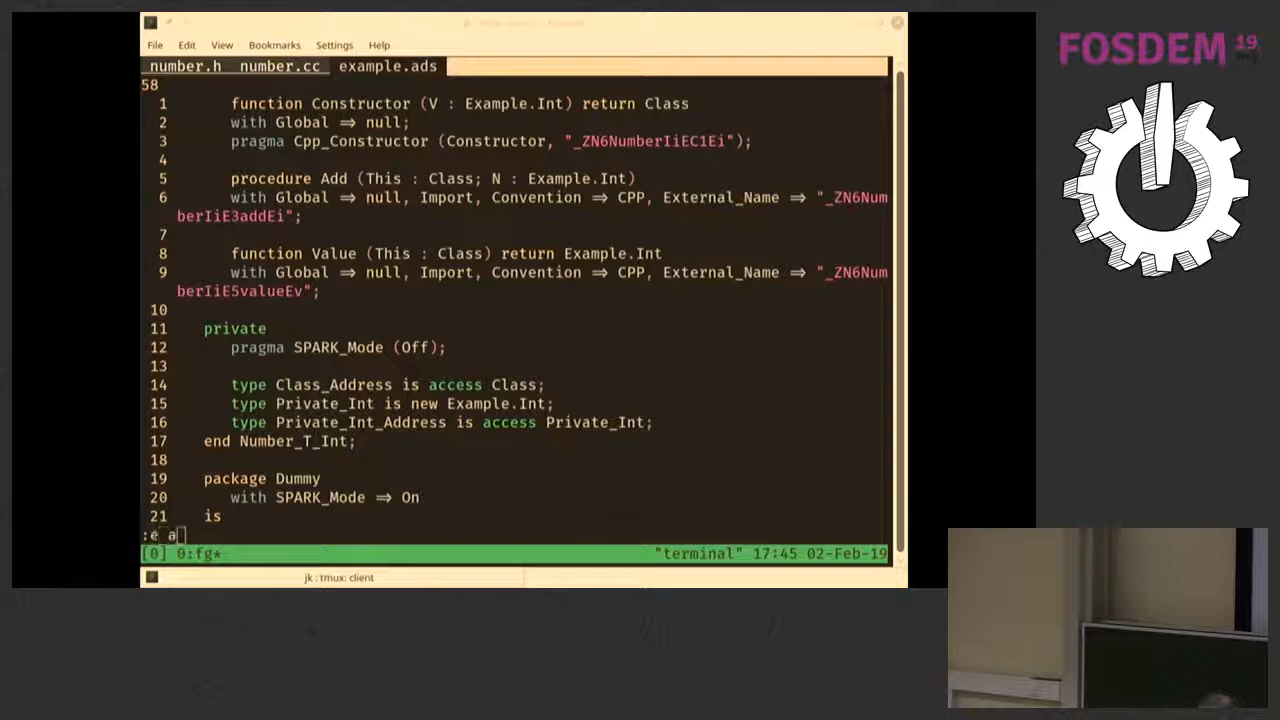 File Edit View Bookmarks Settings Help
number.h number.cc example.ads
58
1 function Constructor (V : Example.Int) return Class
2 with Global => null;
3 pragma Cpp_Constructor (Constructor, "_ZN6NumberIiEC1Ei");
4
5 procedure Add (This : Class; N : Example.Int)
6 with Global => null, Import, Convention => CPP, External_Name => "_ZN6Num
berIiE3addEi";
7
8 function Value (This : Class) return Example.Int
9 with Global => null, Import, Convention => CPP, External_Name => "_ZN6Num
berIiE5valueEv";
10
11 private
12 pragma SPARK_Mode (Off);
13
14 type Class_Address is access Class;
15 type Private_Int is new Example.Int;
16 type Private_Int_Address is access Private_Int;
17 end Number_T_Int;
18
19 package Dummy
20 with SPARK_Mode => On
21 is
:e a
[0] 0:fg* "terminal" 17:45 02-Feb-19
jk : tmux: client
FOSDEM 19